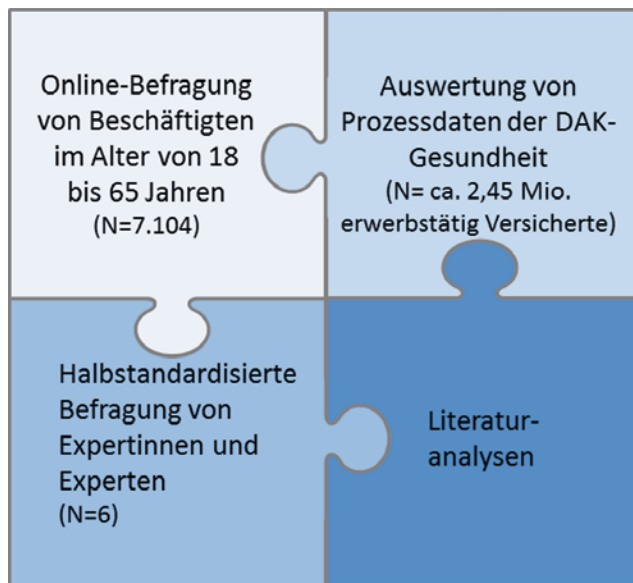 Online-Befragung
von Beschäftigten
im Alter von 18
bis 65 Jahren
(N=7.104)
Auswertung von
Prozessdaten der DAK-
Gesundheit
(N= ca. 2,45 Mio.
erwerbstätig Versicherte)
Halbstandardisierte
Befragung von
Expertinnen und
Experten
(N=6)
Literatur-
analysen